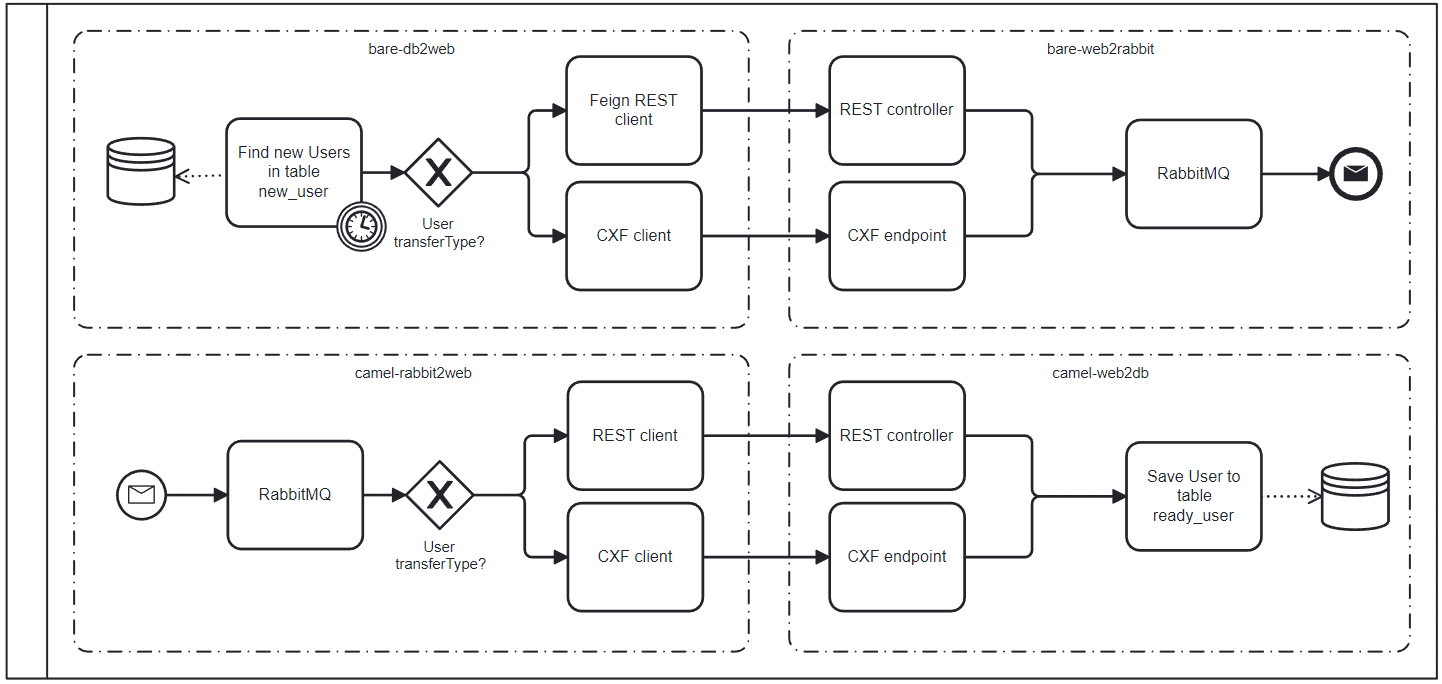 bare-db2web
bare-web2rabbit
Find new Users
in table
new_user
User
transferType?
Feign REST
client
CXF client
REST controller
CXF endpoint
RabbitMQ
camel-rabbit2web
camel-web2db
RabbitMQ
User
transferType?
REST client
CXF client
REST controller
CXF endpoint
Save User to
table
ready_user